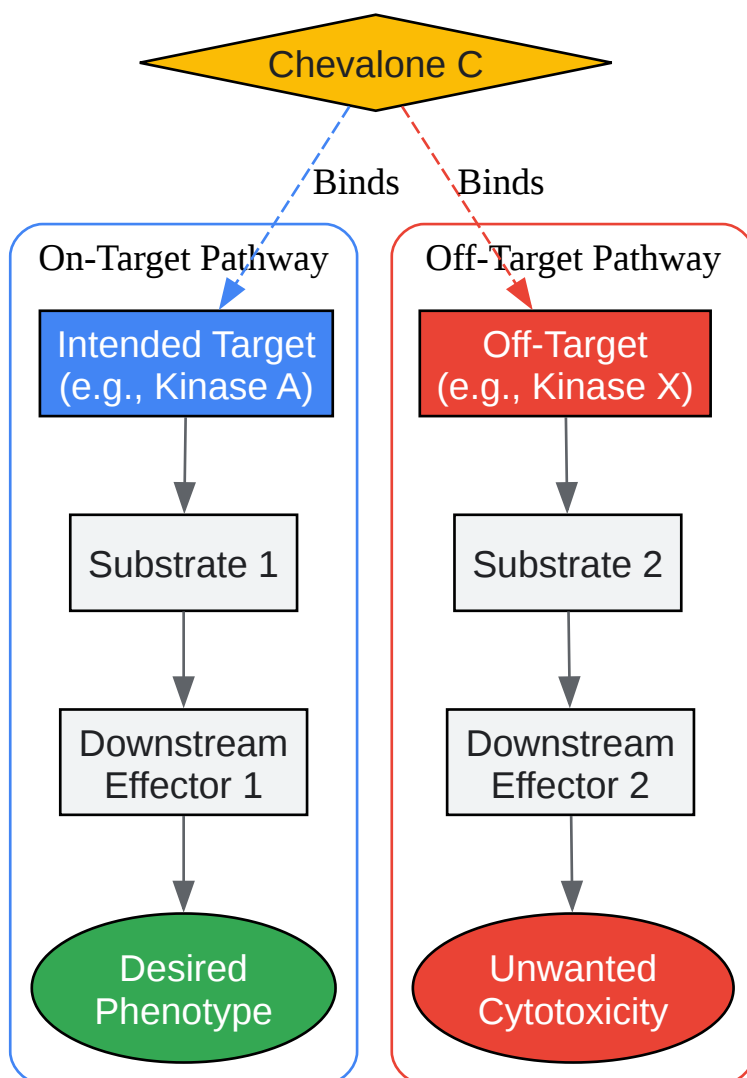 Chevalone C
Binds
Binds
On-Target Pathway
Intended Target
(e.g., Kinase A)
Substrate 1
Downstream
Effector 1
Desired
Phenotype
Off-Target Pathway
Off-Target
(e.g., Kinase X)
Substrate 2
Downstream
Effector 2
Unwanted
Cytotoxicity